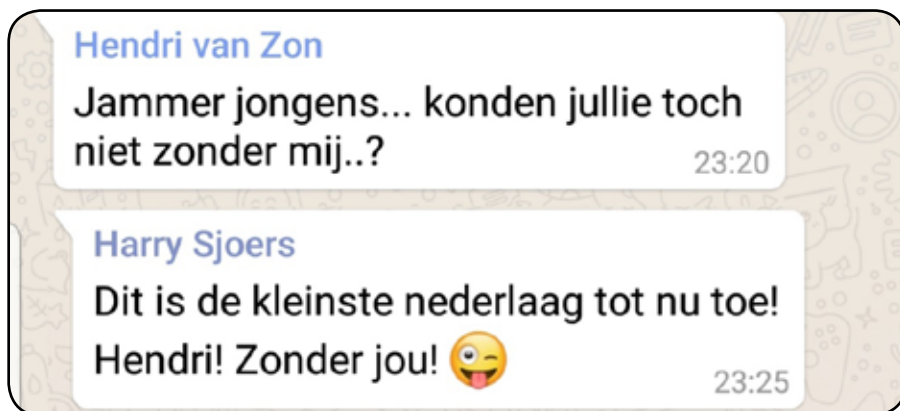 Hendri van Zon
Jammer jongens... konden jullie toch
niet zonder mij..?
23:20
Harry Sjoers
Dit is de kleinste nederlaag tot nu toe!
Hendri! Zonder jou! 😜
23:25